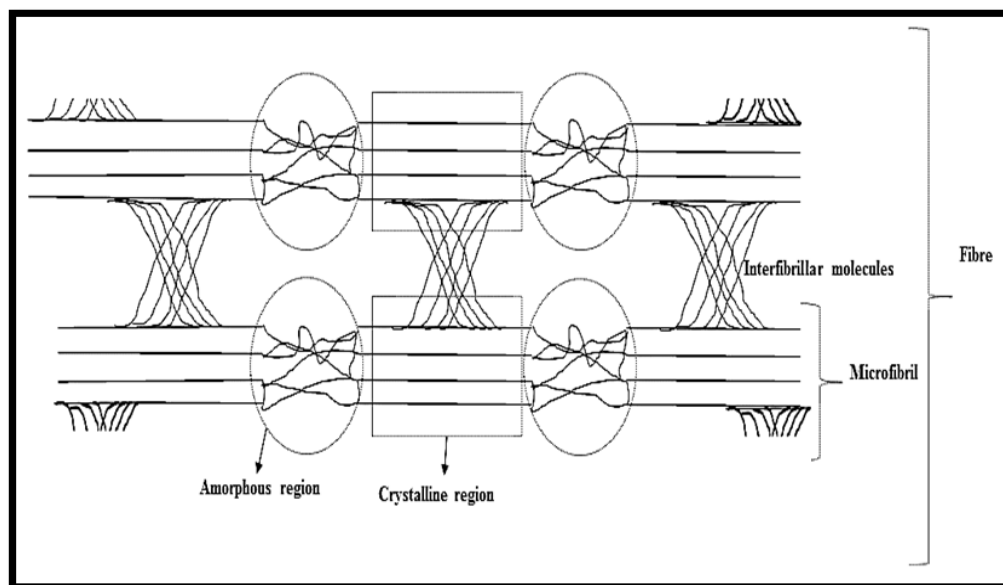 Interfibrillar molecules
Fibre
Microfibril
Amorphous region
Crystalline region